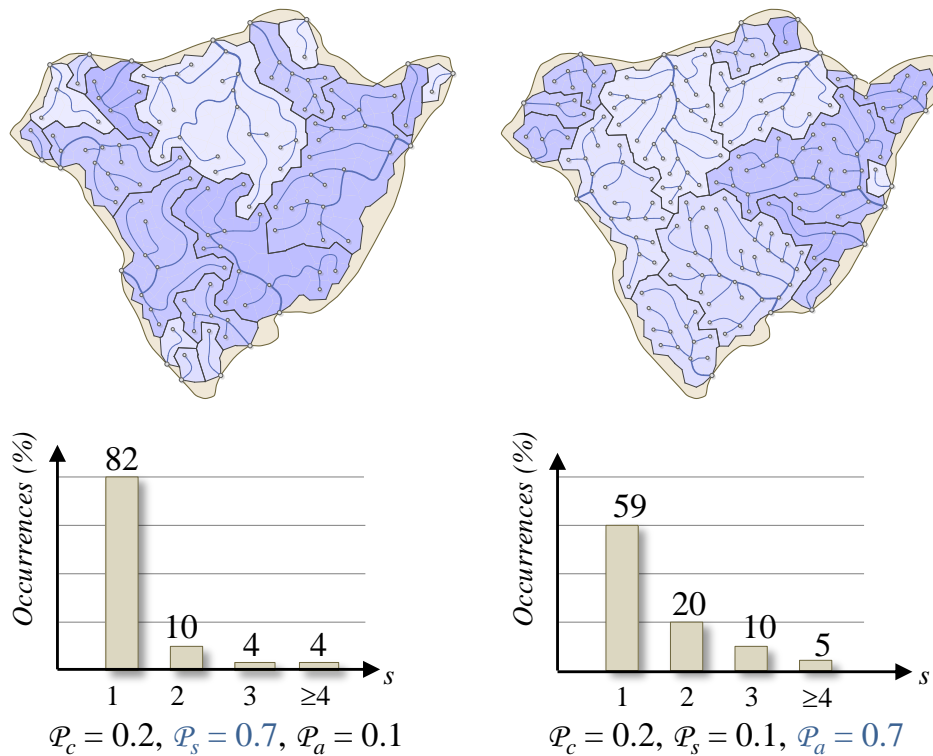 Occurrences (%)
82
10
4
4
1
2
3
≥4
s
𝒫c = 0.2, 𝒫s = 0.7, 𝒫a = 0.1
Occurrences (%)
59
20
10
5
1
2
3
≥4
s
𝒫c = 0.2, 𝒫s = 0.1, 𝒫a = 0.7